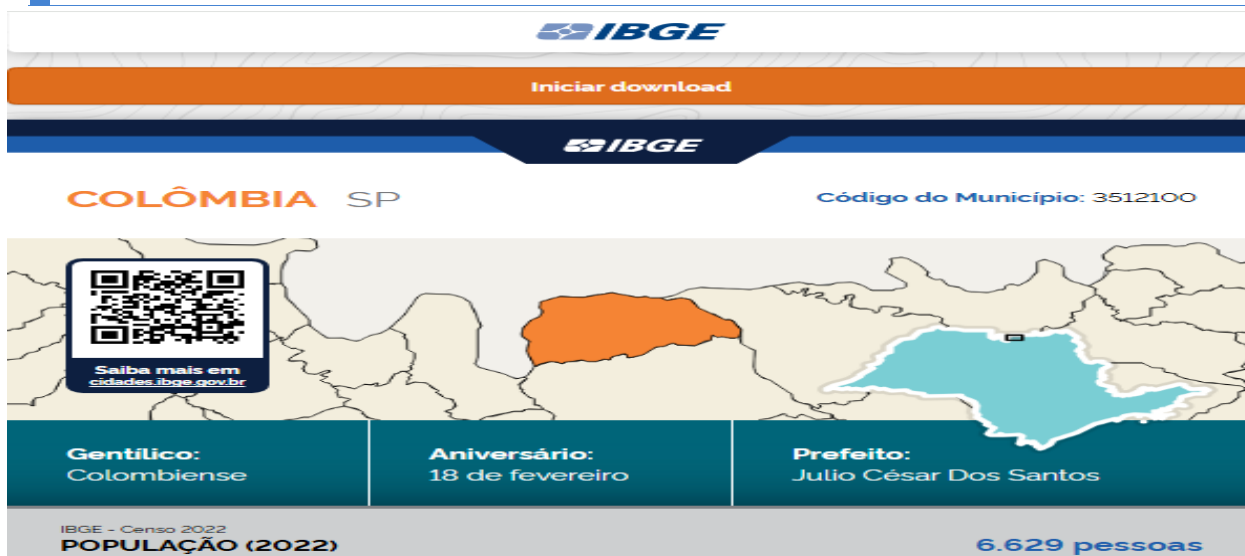 IBGE
Iniciar download
IBGE
COLÔMBIA SP
Código do Município: 3512100
Saiba mais em
cidades.ibge.gov.br
Gentílico:
Colombiense
Aniversário:
18 de fevereiro
Prefeito:
Julio César Dos Santos
IBGE - Censo 2022
POPULAÇÃO (2022)
6.629 pessoas